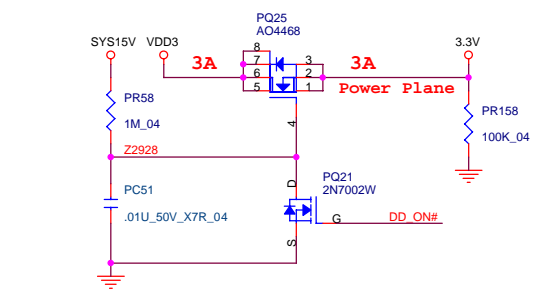 PQ25
AO4468
SYS15V
VDD3
3.3V
8
7
6
5
3
2
1
3A
3A
Power Plane
4
PR58
1M_04
PR158
100K_04
Z2928
PC51
.01U_50V_X7R_04
PQ21
2N7002W
D
G
S
DD_ON#